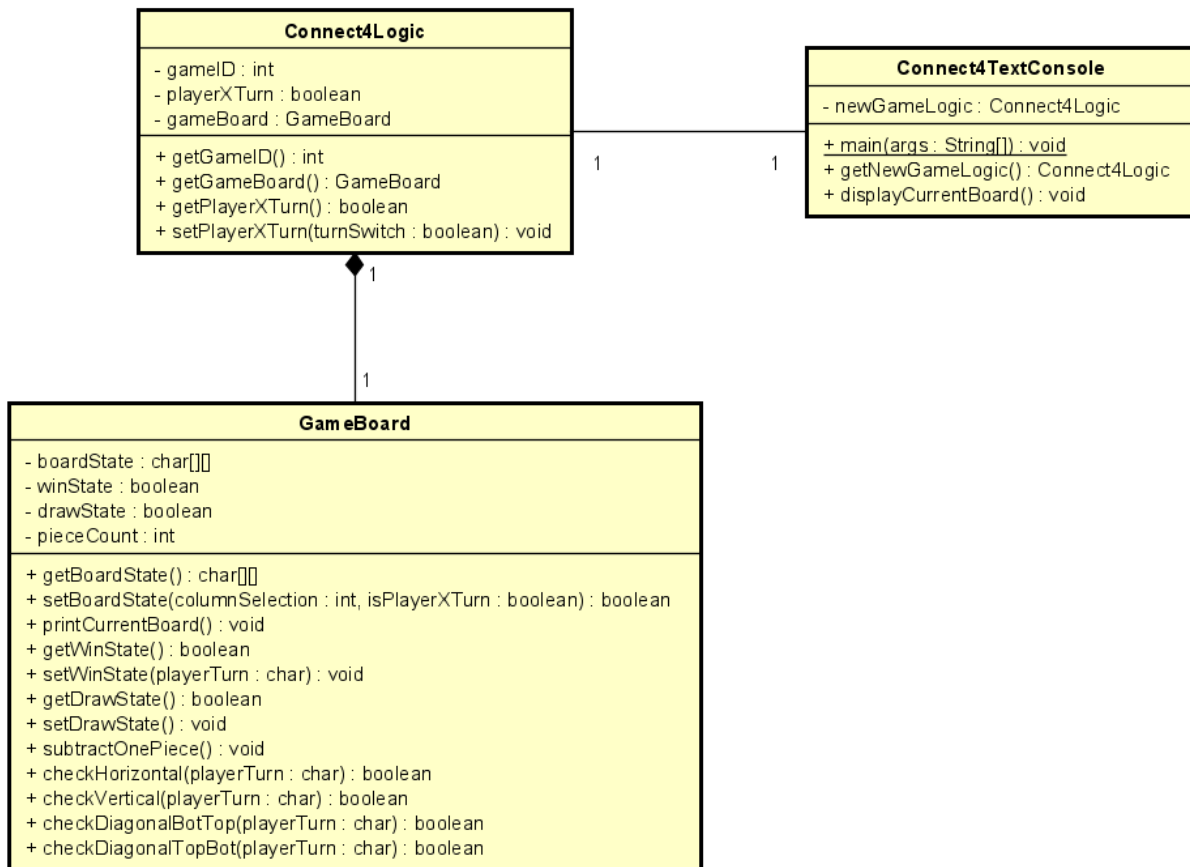 Connect4Logic
- gameID : int
- playerXTurn : boolean
- gameBoard : GameBoard
+ getGameID() : int
+ getGameBoard() : GameBoard
+ getPlayerXTurn() : boolean
+ setPlayerXTurn(turnSwitch : boolean) : void
1
1
Connect4TextConsole
- newGameLogic : Connect4Logic
+ main(args : String[]) : void
+ getNewGameLogic() : Connect4Logic
+ displayCurrentBoard() : void
1
1
GameBoard
- boardState : char[][]
- winState : boolean
- drawState : boolean
- pieceCount : int
+ getBoardState() : char[][]
+ setBoardState(columnSelection : int, isPlayerXTurn : boolean) : boolean
+ printCurrentBoard() : void
+ getWinState() : boolean
+ setWinState(playerTurn : char) : void
+ getDrawState() : boolean
+ setDrawState() : void
+ subtractOnePiece() : void
+ checkHorizontal(playerTurn : char) : boolean
+ checkVertical(playerTurn : char) : boolean
+ checkDiagonalBotTop(playerTurn : char) : boolean
+ checkDiagonalTopBot(playerTurn : char) : boolean